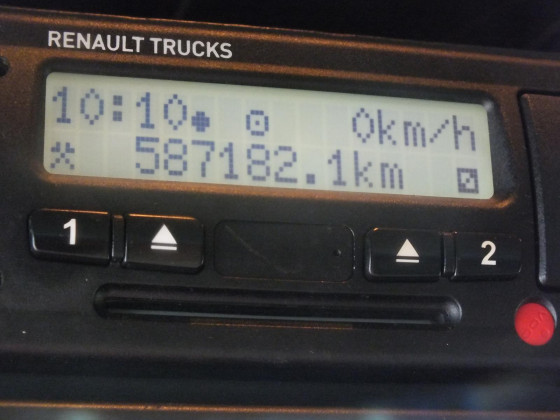 RENAULT TRUCKS
10:10 0km/h
587182.1km
1 2